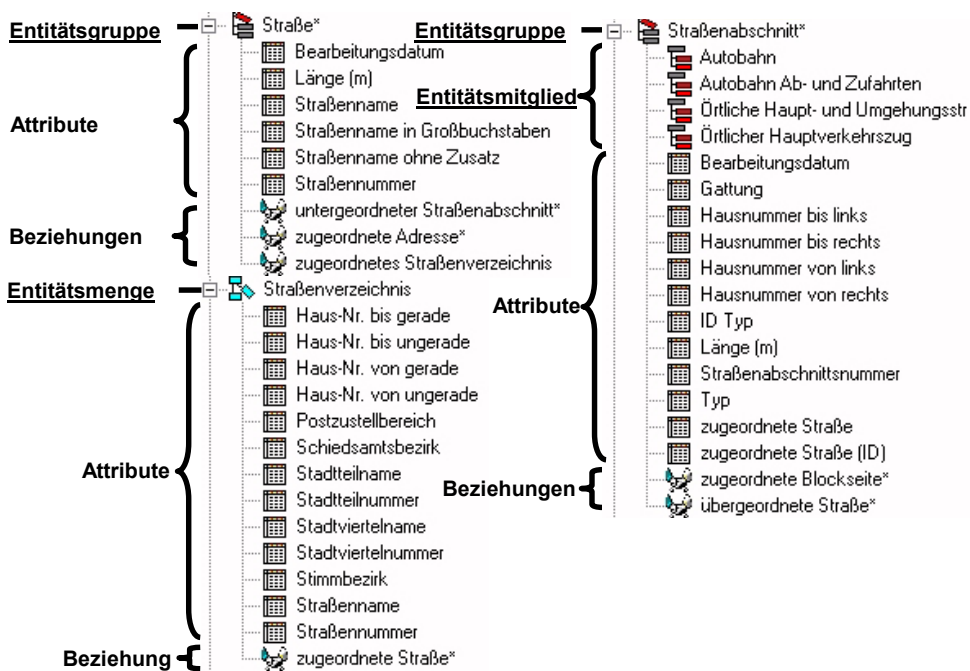 Entitätsgruppe
Straße*
Bearbeitungsdatum
Länge (m)
Straßenname
Straßenname in Großbuchstaben
Straßenname ohne Zusatz
Straßennummer
Attribute
untergeordneter Straßenabschnitt*
zugeordnete Adresse*
zugeordnetes Straßenverzeichnis
Beziehungen
Entitätsmenge
Straßenverzeichnis
Haus-Nr. bis gerade
Haus-Nr. bis ungerade
Haus-Nr. von gerade
Haus-Nr. von ungerade
Postzustellbereich
Schiedsamtsbezirk
Stadtteilname
Stadtteilnummer
Stadtviertelname
Stadtviertelnummer
Stimmbezirk
Straßenname
Straßennummer
Attribute
Beziehung
zugeordnete Straße*
Entitätsgruppe
Straßenabschnitt*
Autobahn
Autobahn Ab- und Zufahrten
Örtliche Haupt- und Umgehungsstr
Örtlicher Hauptverkehrszug
Entitätsmitglied
Bearbeitungsdatum
Gattung
Hausnummer bis links
Hausnummer bis rechts
Hausnummer von links
Hausnummer von rechts
ID Typ
Länge (m)
Straßenabschnittsnummer
Typ
zugeordnete Straße
zugeordnete Straße (ID)
Attribute
Beziehungen
zugeordnete Blockseite*
übergeordnete Straße*